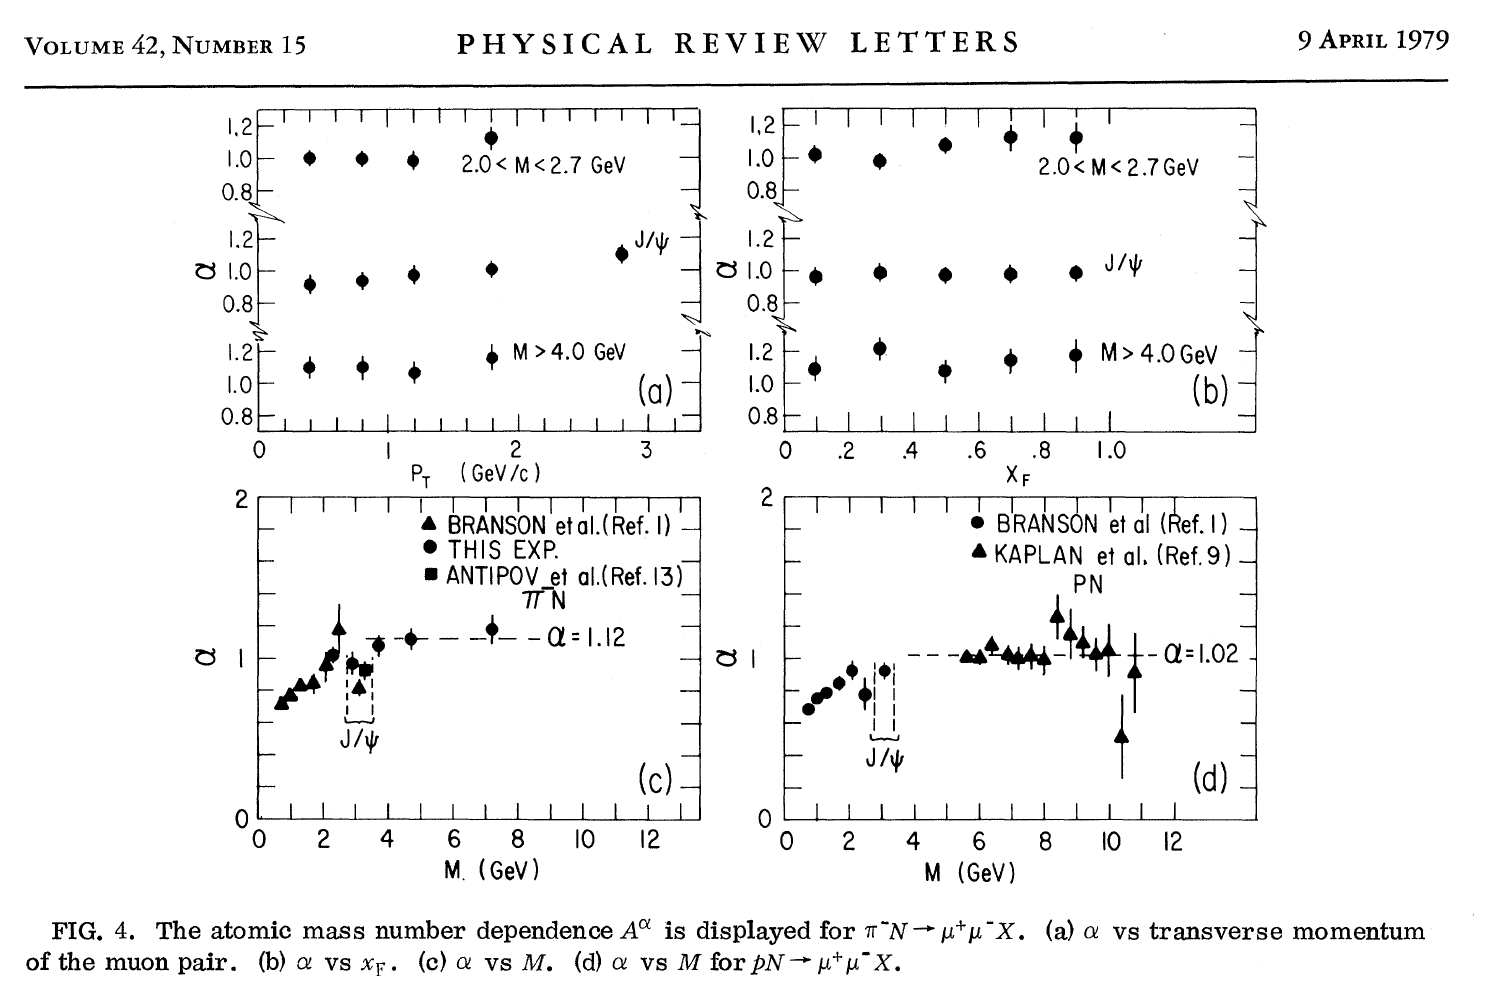 VOLUME 42, NUMBER 15 PHYSICAL REVIEW LETTERS 9 APRIL 1979
1.2
1.0
0.8
α
1.2
1.0
0.8
1.2
1.0
0.8
(a)
2.0 < M < 2.7 GeV
J/ψ
M > 4.0 GeV
0 1 2 3
P_T (GeV/c)
1.2
1.0
0.8
α
1.2
1.0
0.8
1.2
1.0
0.8
(b)
2.0 < M < 2.7 GeV
J/ψ
M > 4.0 GeV
0 .2 .4 .6 .8 1.0
X_F
2
1
0
α
▲ BRANSON et al. (Ref. 1)
● THIS EXP.
■ ANTIPOV et al. (Ref. 13)
π⁻N
α = 1.12
J/ψ
(c)
0 2 4 6 8 10 12
M. (GeV)
2
1
0
α
● BRANSON et al (Ref. 1)
▲ KAPLAN et al. (Ref. 9)
PN
α = 1.02
J/ψ
(d)
0 2 4 6 8 10 12
M (GeV)
FIG. 4. The atomic mass number dependence A^α is displayed for π⁻N → μ⁺μ⁻X. (a) α vs transverse momentum
of the muon pair. (b) α vs x_F. (c) α vs M. (d) α vs M for pN → μ⁺μ⁻X.